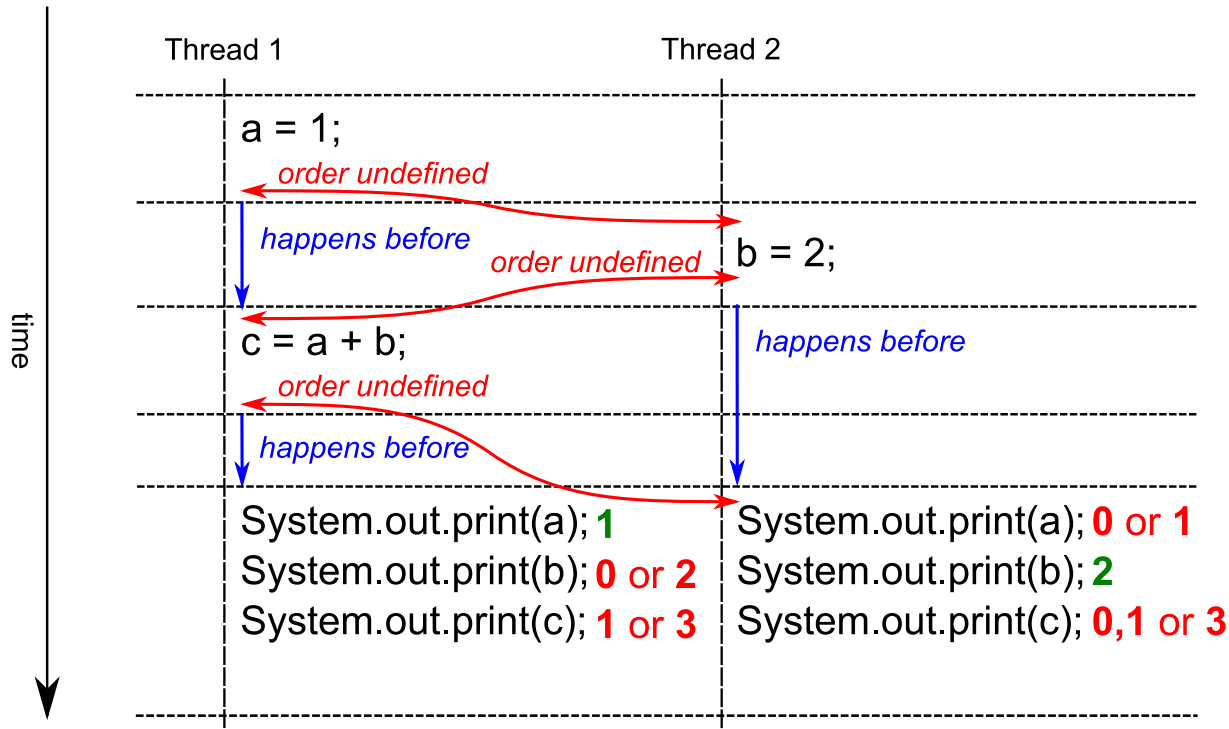 Thread 1
Thread 2
a = 1;
order undefined
happens before
order undefined
b = 2;
time
c = a + b;
happens before
order undefined
happens before
System.out.print(a); 1
System.out.print(b); 0 or 2
System.out.print(c); 1 or 3
System.out.print(a); 0 or 1
System.out.print(b); 2
System.out.print(c); 0,1 or 3